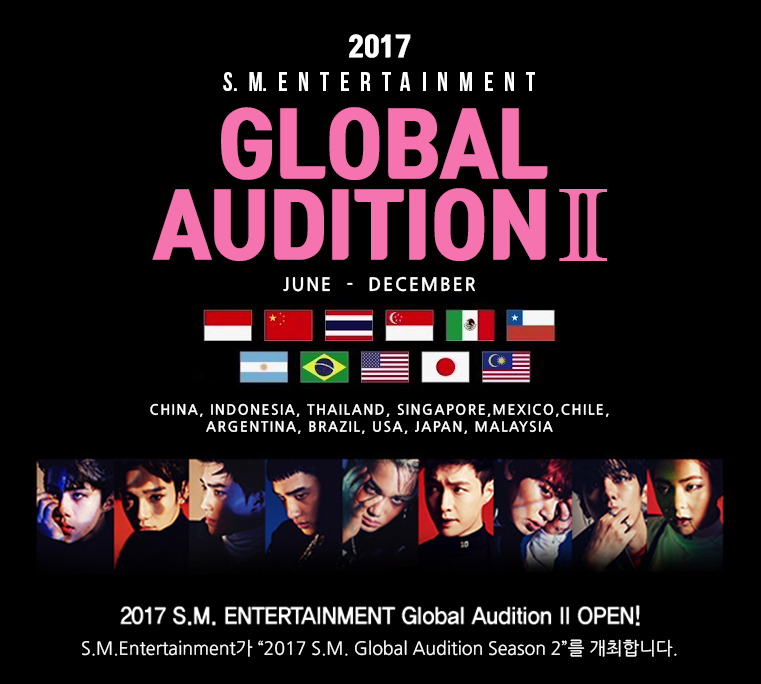 2017
S. M. ENTERTAINMENT
GLOBAL
AUDITION II
JUNE - DECEMBER
CHINA, INDONESIA, THAILAND, SINGAPORE,MEXICO,CHILE,
ARGENTINA, BRAZIL, USA, JAPAN, MALAYSIA
2017 S.M. ENTERTAINMENT Global Audition II OPEN!
S.M.Entertainment가 “2017 S.M. Global Audition Season 2”를 개최합니다.